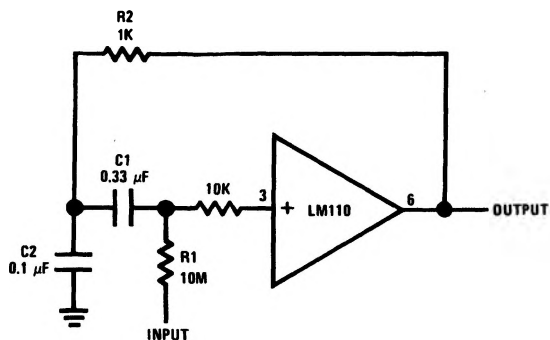 R2
1K
C1
0.33 μF
10K
3
+
LM110
6
OUTPUT
C2
0.1 μF
R1
10M
INPUT